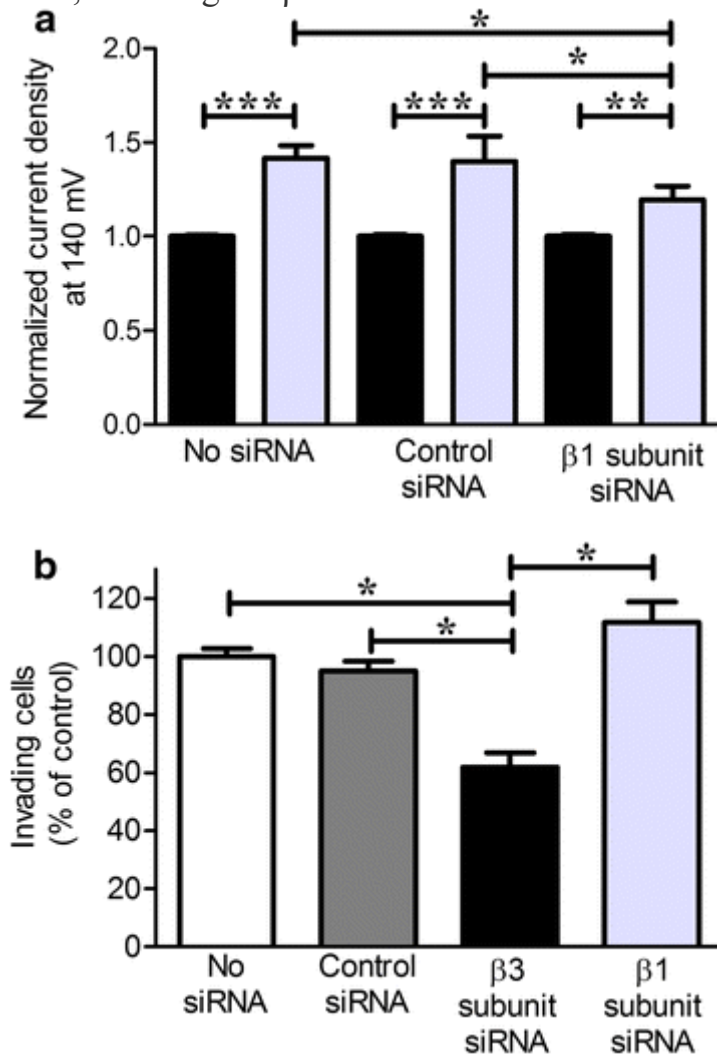 a
Normalized current density
at 140 mV
2.0
1.5
1.0
0.5
0.0
*
*
***
***
**
No siRNA
Control
siRNA
β1 subunit
siRNA
b
Invading cells
(% of control)
120
100
80
60
40
20
0
*
*
*
No
siRNA
Control
siRNA
β3
subunit
siRNA
β1
subunit
siRNA